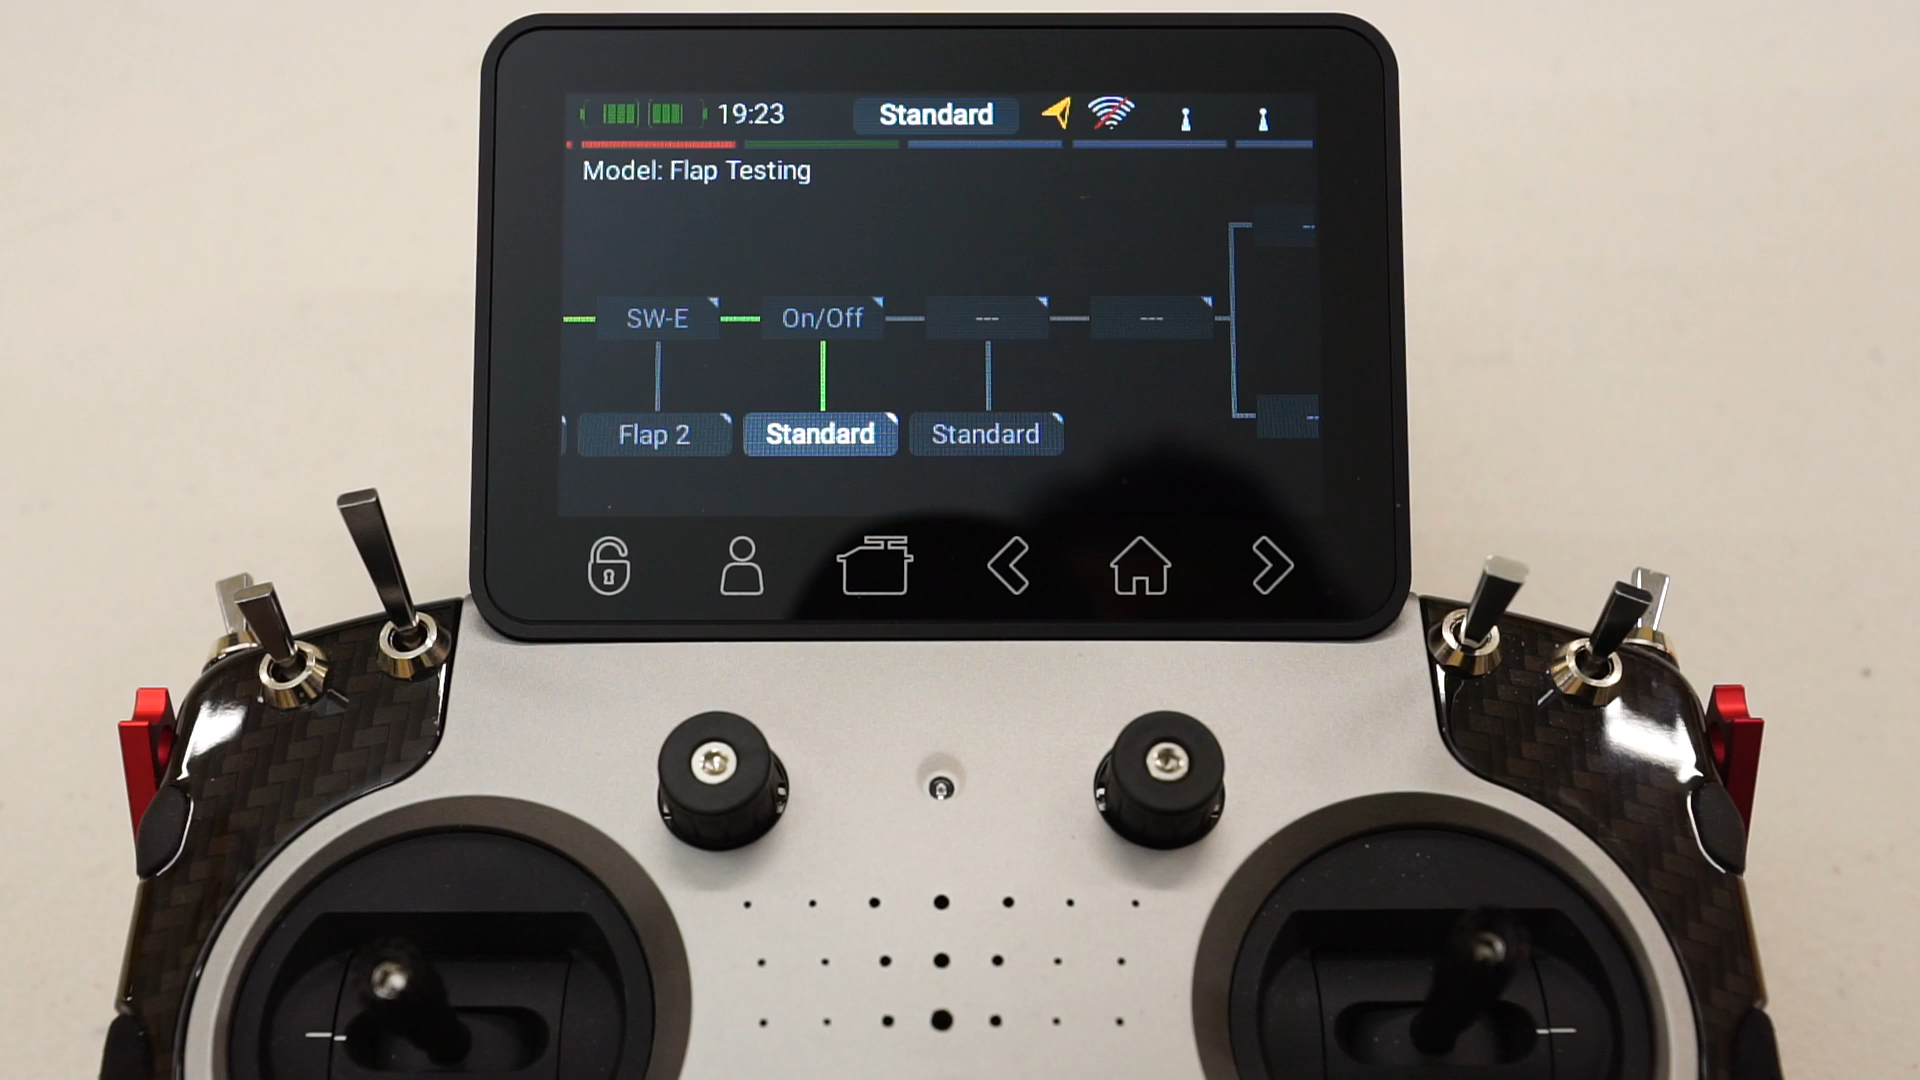 19:23 Standard
Model: Flap Testing
SW-E On/Off --- ---
Flap 2 Standard Standard